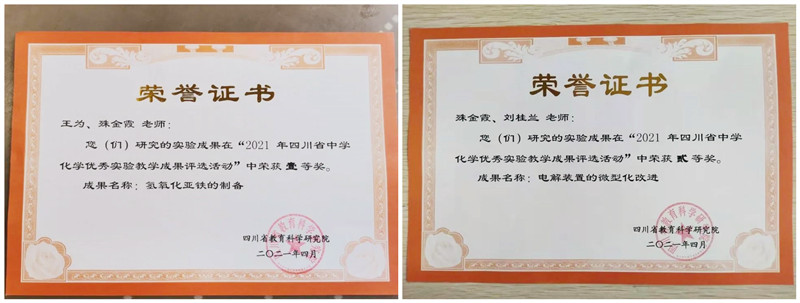 荣誉证书
王为、殊金霞 老师：
您（们）研究的实验成果在“2021 年四川省中学
化学优秀实验教学成果评选活动”中荣获 壹 等奖。
成果名称：氢氧化亚铁的制备
四川省教育科学研究院
二〇二一年四月
荣誉证书
殊金霞、刘桂兰 老师：
您（们）研究的实验成果在“2021 年四川省中学
化学优秀实验教学成果评选活动”中荣获 贰 等奖。
成果名称：电解装置的微型化改进
四川省教育科学研究院
二〇二一年四月